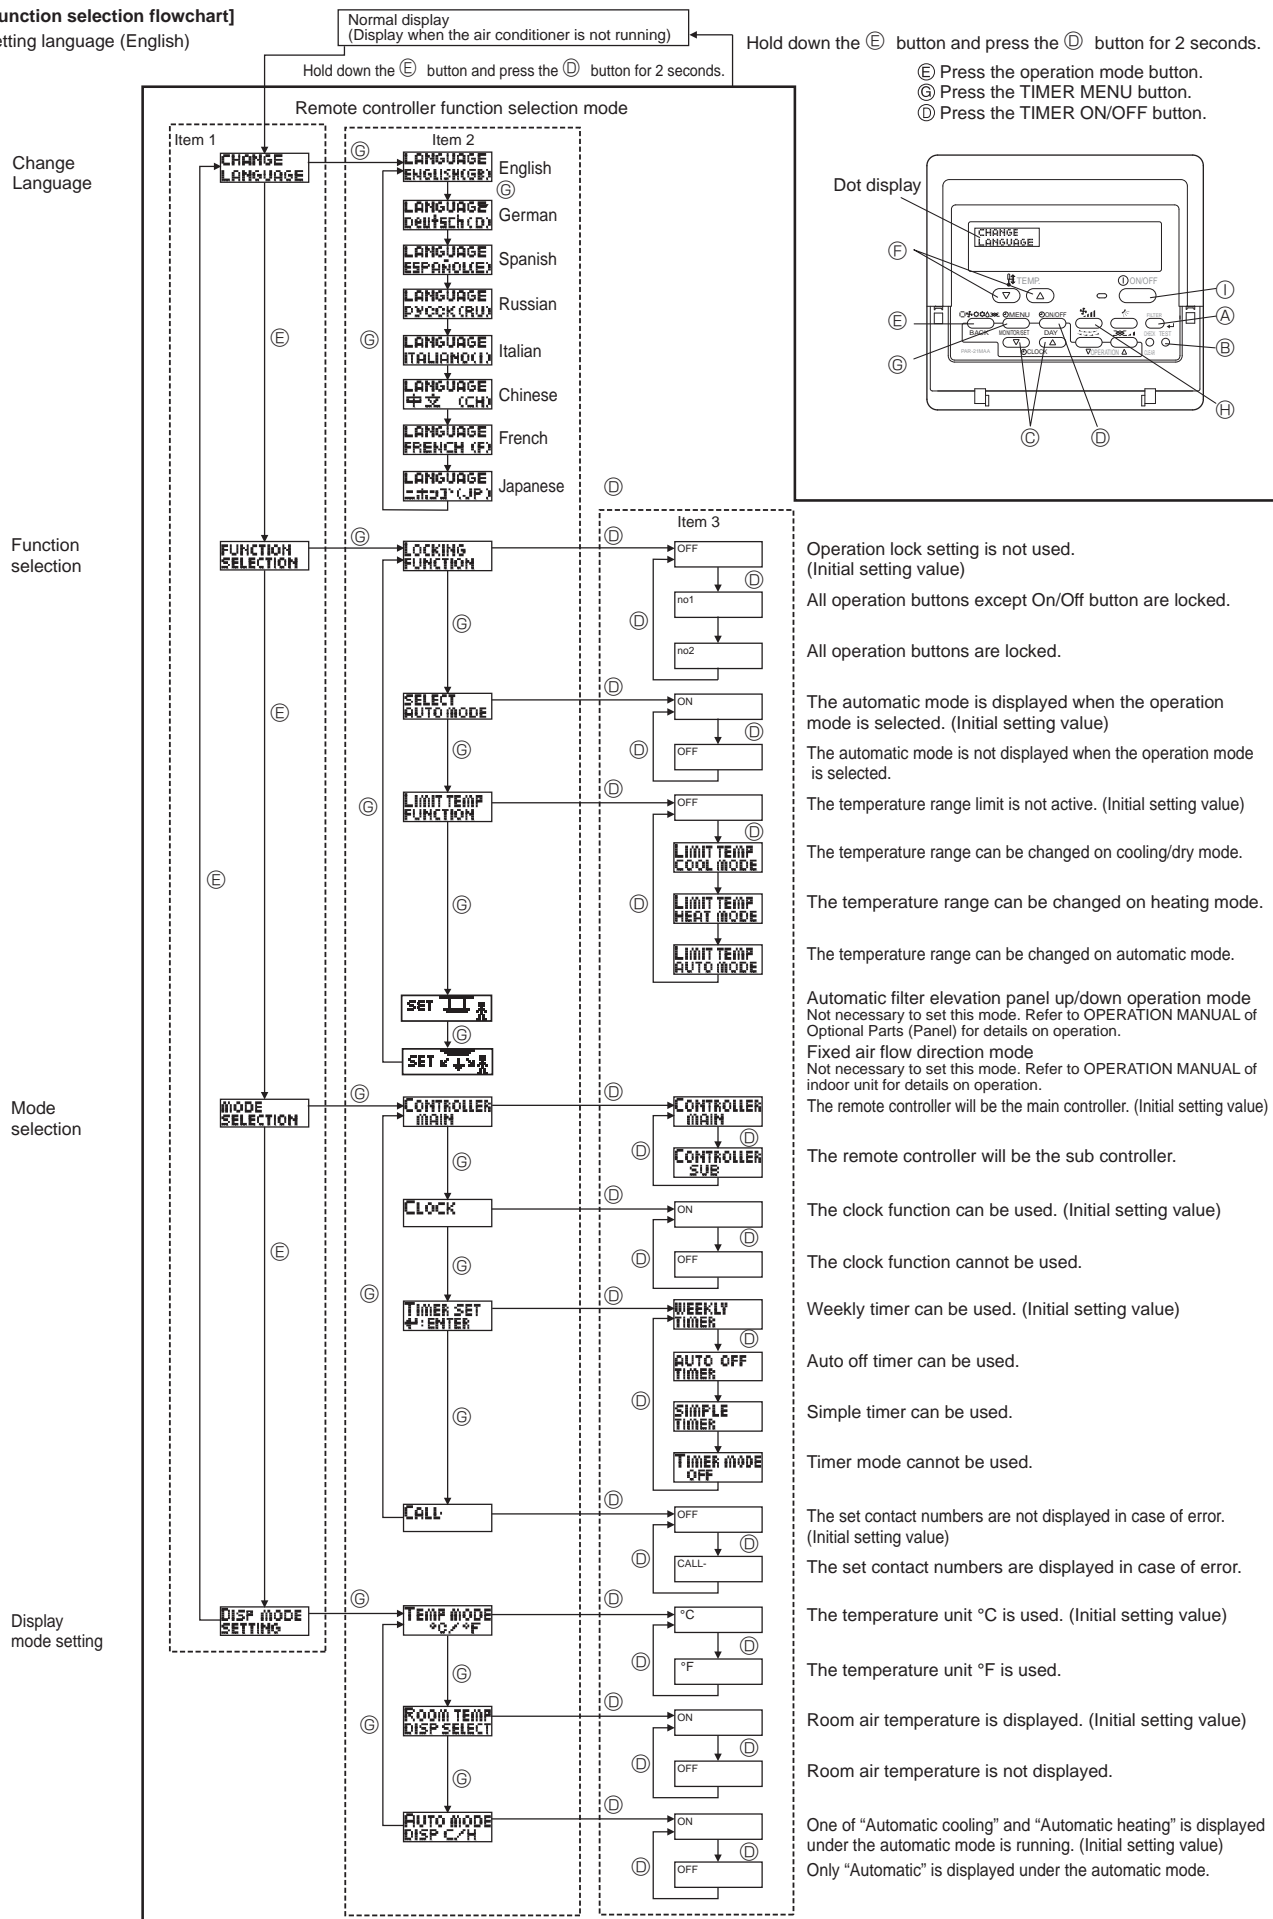 unction selection flowchart]
etting language (English)
Normal display
(Display when the air conditioner is not running)
Hold down the Ⓔ button and press the Ⓓ button for 2 seconds.
Hold down the Ⓔ button and press the Ⓓ button for 2 seconds.
Ⓔ Press the operation mode button.
Ⓖ Press the TIMER MENU button.
Ⓓ Press the TIMER ON/OFF button.
Remote controller function selection mode
Item 1
Item 2
Change
Language
CHANGE
LANGUAGE
Ⓖ
LANGUAGE
ENGLISH(GB)
English
Ⓖ
LANGUAGE
Deutsch(D)
German
LANGUAGE
ESPAÑOL(E)
Spanish
LANGUAGE
РУССК(RU)
Russian
Ⓔ
Ⓖ
LANGUAGE
ITALIANO(I)
Italian
LANGUAGE
中文 (CH)
Chinese
LANGUAGE
FRENCH (F)
French
LANGUAGE
ニホンゴ(JP)
Japanese
Ⓓ
Dot display
CHANGE
LANGUAGE
Ⓕ
TEMP.
ON/OFF
Ⓘ
Ⓔ
MENU
ON/OFF
FILTER
Ⓐ
BACK
MONITOR/SET
DAY
CHECK
TEST
Ⓑ
PAR-21MAA
CLOCK
OPERATION
CLEAR
Ⓖ
Ⓗ
Ⓒ
Ⓓ
Item 3
Function
selection
FUNCTION
SELECTION
Ⓖ
LOCKING
FUNCTION
Ⓓ
OFF
Operation lock setting is not used.
(Initial setting value)
Ⓓ
no1
All operation buttons except On/Off button are locked.
Ⓖ
Ⓓ
no2
All operation buttons are locked.
Ⓔ
SELECT
AUTO MODE
Ⓓ
ON
The automatic mode is displayed when the operation
mode is selected. (Initial setting value)
Ⓖ
Ⓓ
Ⓓ
OFF
The automatic mode is not displayed when the operation mode
is selected.
Ⓖ
LIMIT TEMP
FUNCTION
Ⓓ
OFF
The temperature range limit is not active. (Initial setting value)
Ⓓ
LIMIT TEMP
COOL MODE
The temperature range can be changed on cooling/dry mode.
Ⓔ
Ⓖ
Ⓓ
LIMIT TEMP
HEAT MODE
The temperature range can be changed on heating mode.
LIMIT TEMP
AUTO MODE
The temperature range can be changed on automatic mode.
SET
Automatic filter elevation panel up/down operation mode
Not necessary to set this mode. Refer to OPERATION MANUAL of
Optional Parts (Panel) for details on operation.
Ⓖ
SET
Fixed air flow direction mode
Not necessary to set this mode. Refer to OPERATION MANUAL of
indoor unit for details on operation.
Mode
selection
MODE
SELECTION
Ⓖ
CONTROLLER
MAIN
Ⓓ
CONTROLLER
MAIN
The remote controller will be the main controller. (Initial setting value)
Ⓖ
Ⓓ
Ⓓ
CONTROLLER
SUB
The remote controller will be the sub controller.
CLOCK
Ⓓ
ON
The clock function can be used. (Initial setting value)
Ⓔ
Ⓖ
Ⓓ
Ⓓ
OFF
The clock function cannot be used.
Ⓖ
TIMER SET
↵:ENTER
Ⓓ
WEEKLY
TIMER
Weekly timer can be used. (Initial setting value)
Ⓓ
AUTO OFF
TIMER
Auto off timer can be used.
Ⓖ
Ⓓ
SIMPLE
TIMER
Simple timer can be used.
TIMER MODE
OFF
Timer mode cannot be used.
CALL-
Ⓓ
OFF
The set contact numbers are not displayed in case of error.
(Initial setting value)
Ⓓ
Ⓓ
CALL-
The set contact numbers are displayed in case of error.
Display
mode setting
DISP MODE
SETTING
Ⓖ
TEMP MODE
°C/°F
Ⓓ
°C
The temperature unit °C is used. (Initial setting value)
Ⓖ
Ⓓ
Ⓓ
°F
The temperature unit °F is used.
Ⓖ
ROOM TEMP
DISP SELECT
Ⓓ
ON
Room air temperature is displayed. (Initial setting value)
Ⓖ
Ⓓ
Ⓓ
OFF
Room air temperature is not displayed.
AUTO MODE
DISP C/H
Ⓓ
ON
One of “Automatic cooling” and “Automatic heating” is displayed
under the automatic mode is running. (Initial setting value)
Ⓓ
Ⓓ
OFF
Only “Automatic” is displayed under the automatic mode.